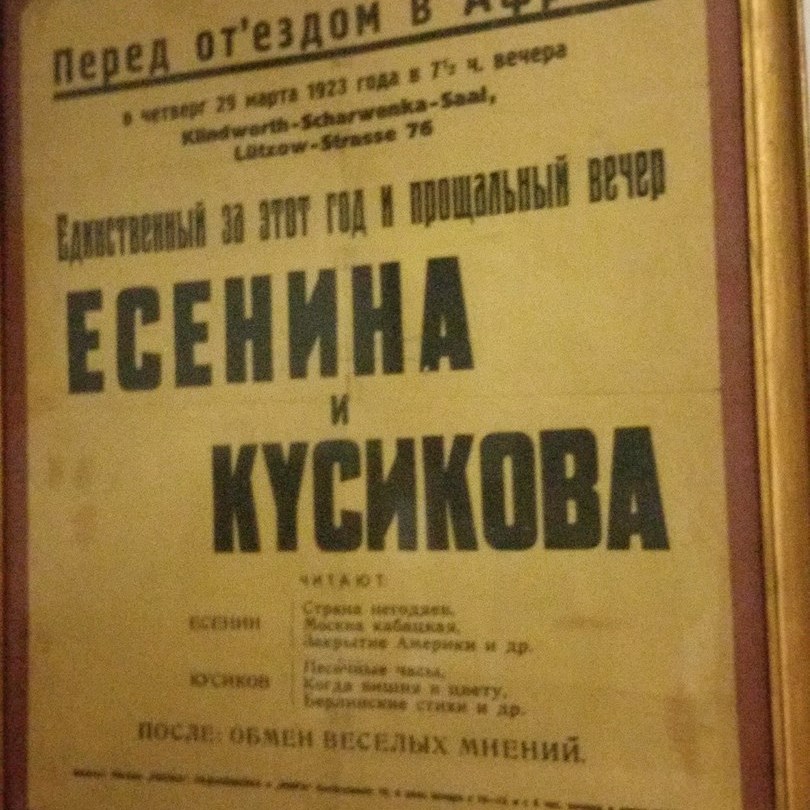 Перед от'ездом в Афр
в четверг 29 марта 1923 года в 7½ ч. вечера
Klindworth-Scharwenka-Saal,
Lützow-Strasse 76
Единственный за этот год и прощальный вечер
ЕСЕНИНА
и
КУСИКОВА
ЧИТАЮТ
ЕСЕНИН
Страна негодяев,
Москва кабацкая,
Закрытие Америки и др.
КУСИКОВ
Песочные часы,
Когда вишня в цвету,
Берлинские стихи и др.
ПОСЛЕ: ОБМЕН ВЕСЕЛЫХ МНЕНИЙ.